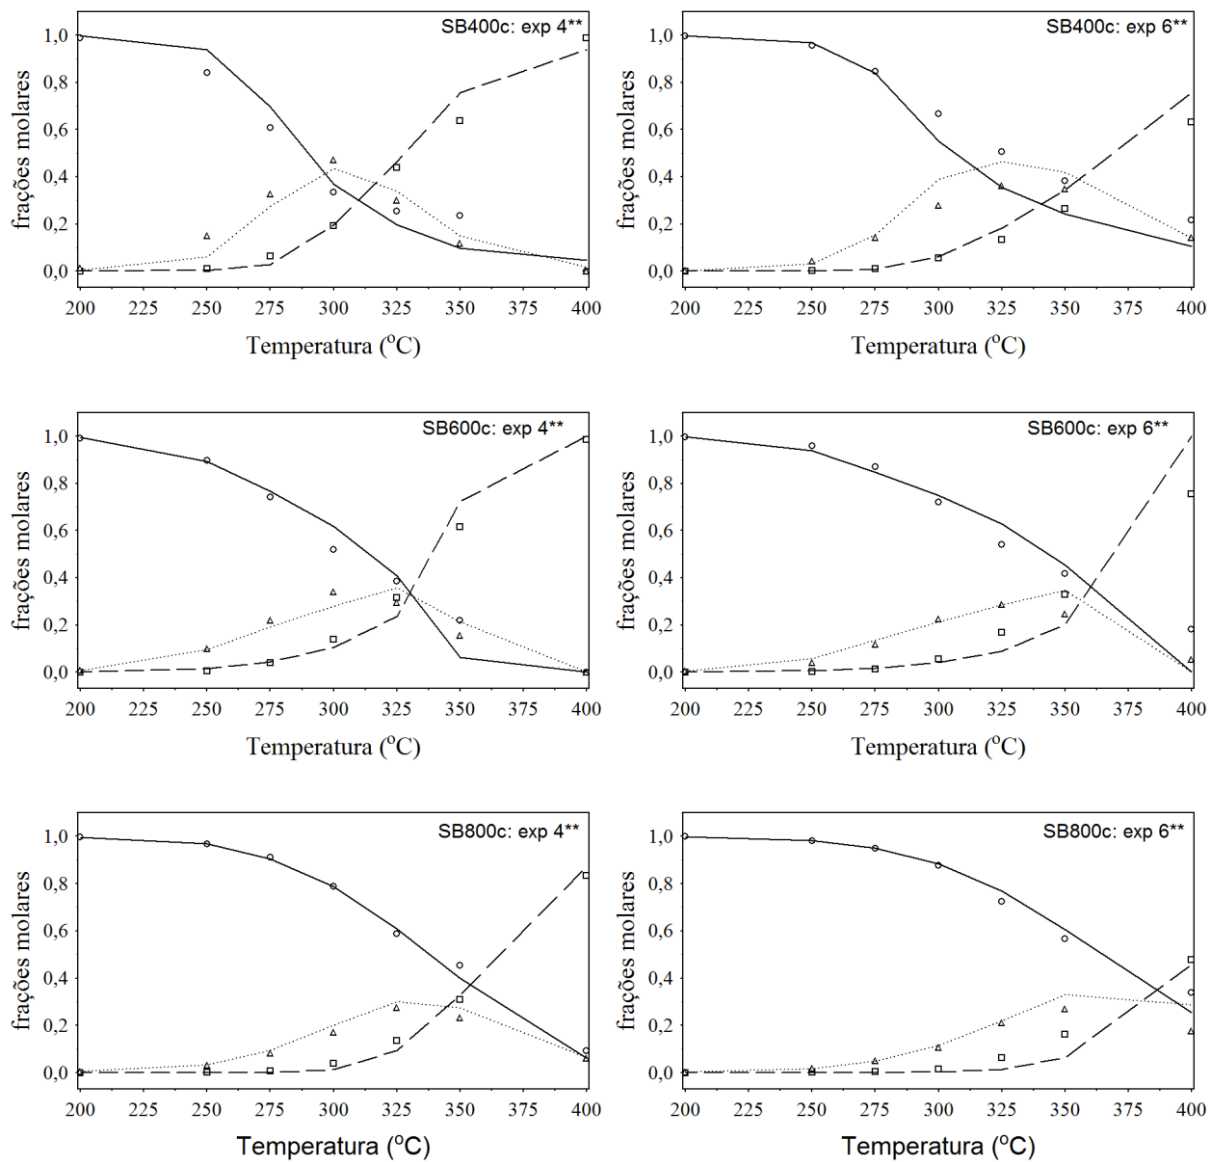 SB400c: exp 4**
frações molares
1,0
0,8
0,6
0,4
0,2
0,0
200 225 250 275 300 325 350 375 400
Temperatura (°C)
SB400c: exp 6**
frações molares
1,0
0,8
0,6
0,4
0,2
0,0
200 225 250 275 300 325 350 375 400
Temperatura (°C)
SB600c: exp 4**
frações molares
1,0
0,8
0,6
0,4
0,2
0,0
200 225 250 275 300 325 350 375 400
Temperatura (°C)
SB600c: exp 6**
frações molares
1,0
0,8
0,6
0,4
0,2
0,0
200 225 250 275 300 325 350 375 400
Temperatura (°C)
SB800c: exp 4**
frações molares
1,0
0,8
0,6
0,4
0,2
0,0
200 225 250 275 300 325 350 375 400
Temperatura (°C)
SB800c: exp 6**
frações molares
1,0
0,8
0,6
0,4
0,2
0,0
200 225 250 275 300 325 350 375 400
Temperatura (°C)